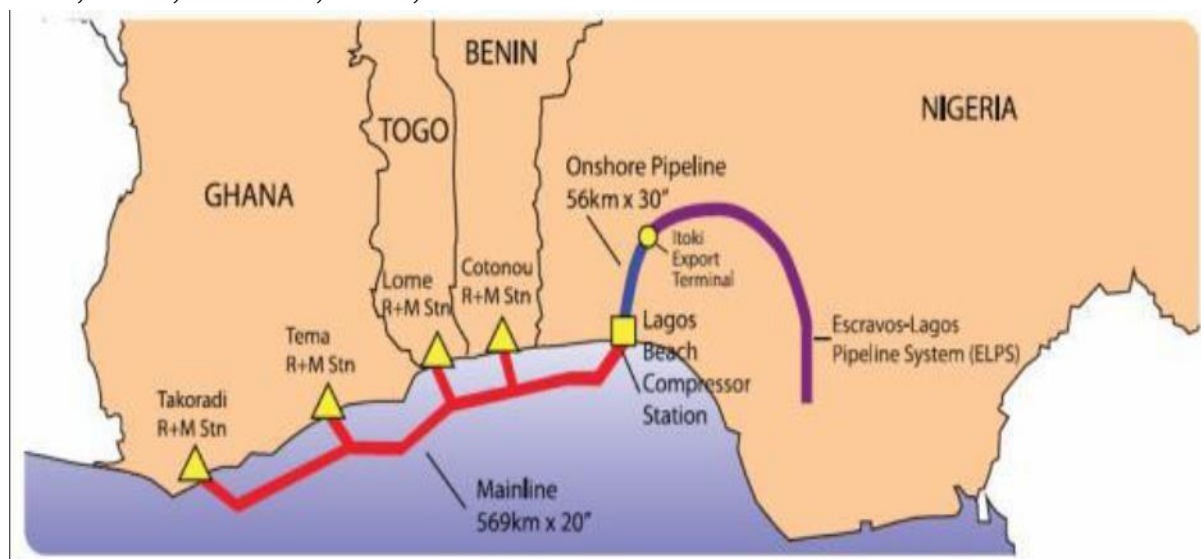 BENIN
NIGERIA
TOGO
GHANA
Onshore Pipeline
56km x 30"
Itoki
Export
Terminal
Lome
R+M Stn
Cotonou
R+M Stn
Tema
R+M Stn
Lagos
Beach
Compressor
Station
Escravos-Lagos
Pipeline System (ELPS)
Takoradi
R+M Stn
Mainline
569km x 20"